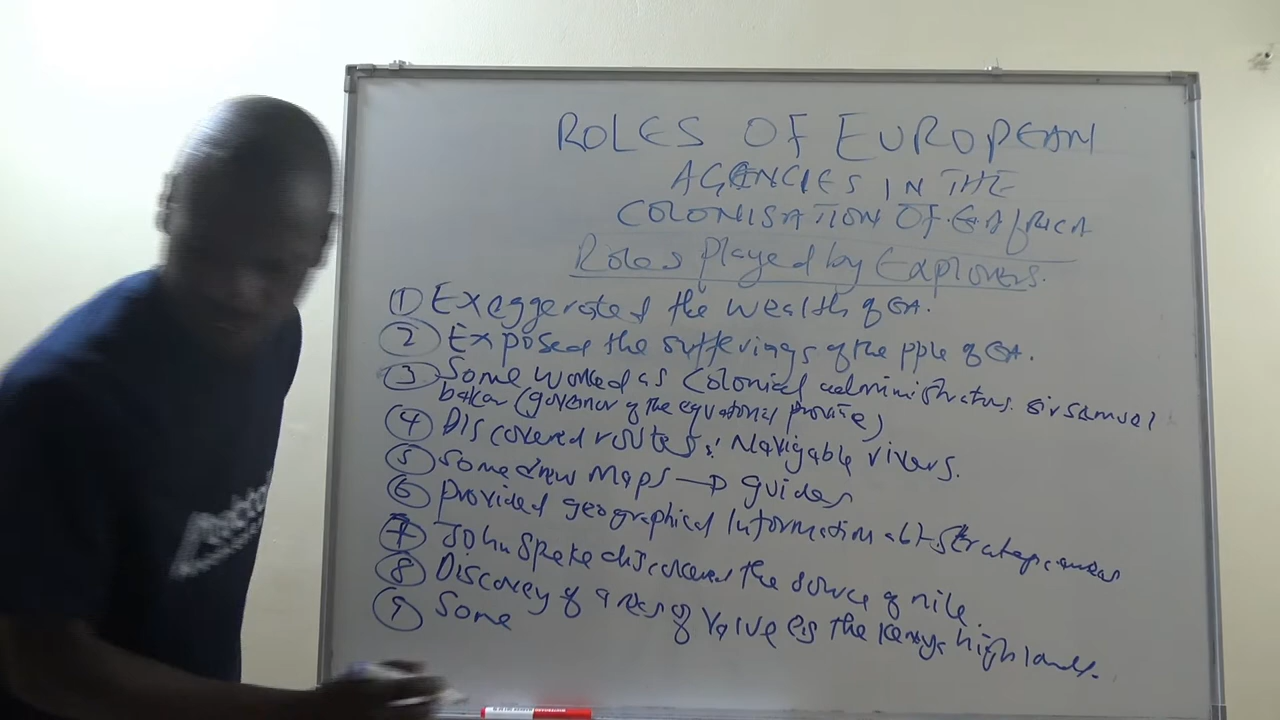 ROLES OF EUROPEAN
AGENCIES IN THE
COLONISATION OF E.AfRICA
Roles played by Explorers.
① Exaggerated the wealth of EA.
② Exposed the sufferings of the pple of EA.
③ Some worked as colonial administrators. sir samuel
baker (governor of the equatorial province)
④ Discovered routes: Navigable rivers.
⑤ Some drew maps → guides
⑥ provided geographical information abt strategic areas
⑦ John Speke discovered the source of nile.
⑧ Discovery of areas of value eg the Kenya highlands.
⑨ Some